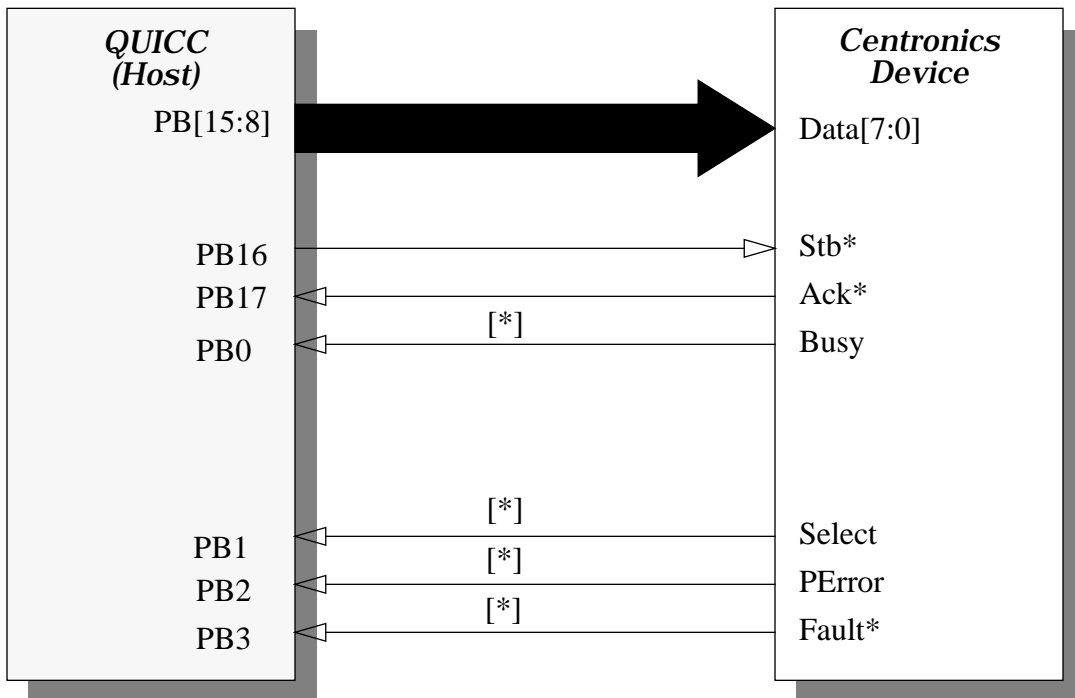 QUICC
(Host)
Centronics
Device
PB[15:8]
Data[7:0]
PB16
Stb*
PB17
Ack*
[*]
PB0
Busy
[*]
PB1
Select
[*]
PB2
PError
[*]
PB3
Fault*